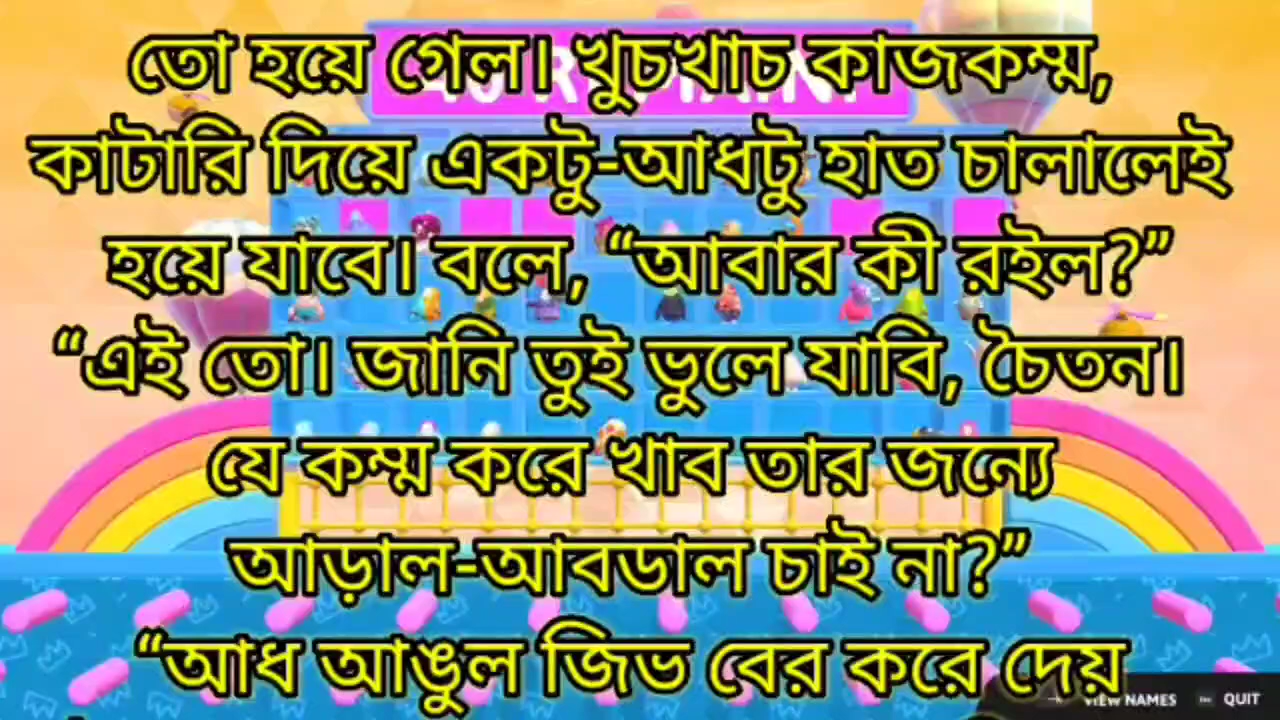 তো হয়ে গেল। খুচখাচ কাজকম্ম,
কাটারি দিয়ে একটু-আধটু হাত চালালেই
হয়ে যাবে। বলে, “আবার কী রইল?”
“এই তো। জানি তুই ভুলে যাবি, চৈতন।
যে কম্ম করে খাব তার জন্যে
আড়াল-আবডাল চাই না?”
“আধ আঙুল জিভ বের করে দেয়
VIEW NAMES
QUIT